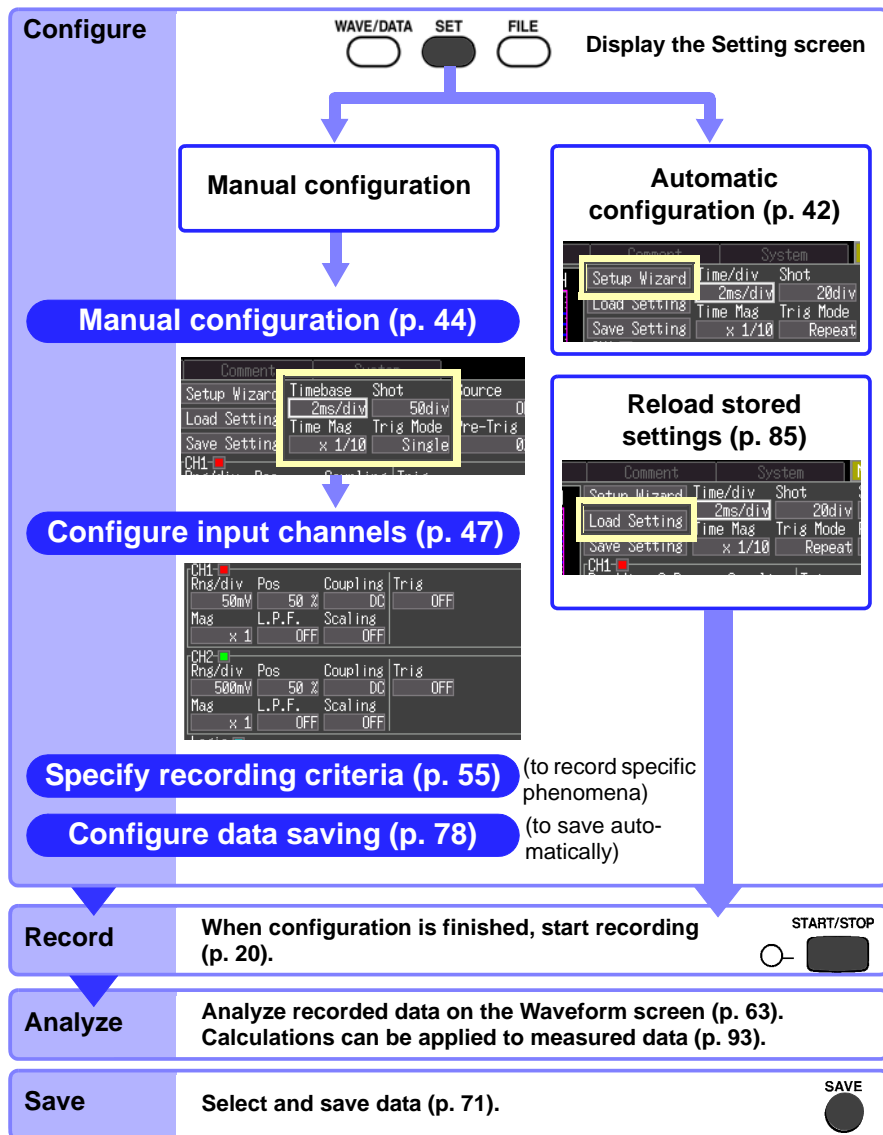 Configure
WAVE/DATA SET FILE
Display the Setting screen
Manual configuration
Automatic
configuration (p. 42)
Comment System
Setup Wizard Time/div Shot
2ms/div 20div
Load Setting Time Mag Trig Mode
Save Setting x 1/10 Repeat
Manual configuration (p. 44)
Comment System
Setup Wizard Timebase Shot Source
2ms/div 50div
Load Setting Time Mag Trig Mode Pre-Trig
Save Setting x 1/10 Single
CH1
Reload stored
settings (p. 85)
Comment System
Setup Wizard Time/div Shot
2ms/div 20div
Load Setting Time Mag Trig Mode
Save Setting x 1/10 Repeat
CH1
Configure input channels (p. 47)
CH1
Rng/div Pos Coupling Trig
50mV 50 % DC OFF
Mag L.P.F. Scaling
x 1 OFF OFF
CH2
Rng/div Pos Coupling Trig
500mV 50 % DC OFF
Mag L.P.F. Scaling
x 1 OFF OFF
Specify recording criteria (p. 55)
(to record specific
phenomena)
Configure data saving (p. 78)
(to save auto-
matically)
Record
When configuration is finished, start recording
(p. 20).
START/STOP
Analyze
Analyze recorded data on the Waveform screen (p. 63).
Calculations can be applied to measured data (p. 93).
Save
Select and save data (p. 71).
SAVE